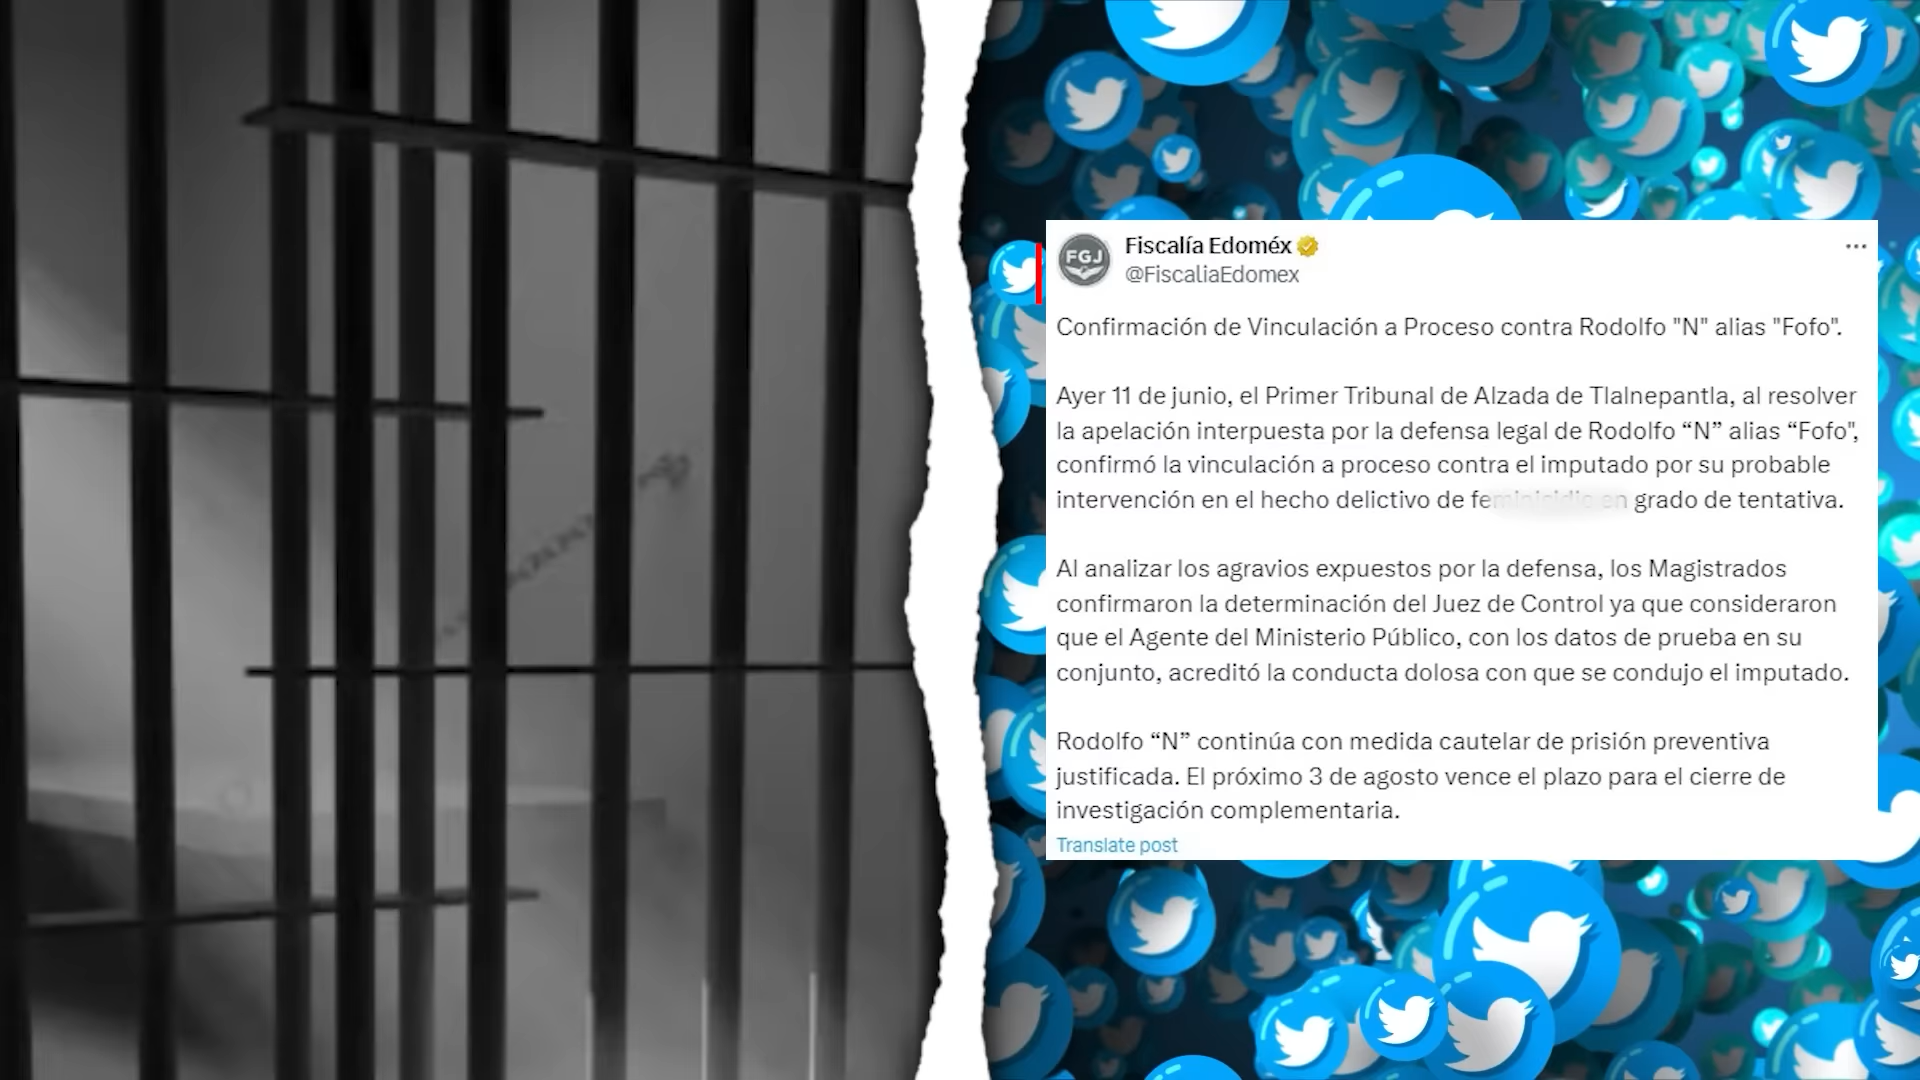 FGJ
Fiscalía Edoméx
@FiscaliaEdomex
Confirmación de Vinculación a Proceso contra Rodolfo "N" alias "Fofo".
Ayer 11 de junio, el Primer Tribunal de Alzada de Tlalnepantla, al resolver
la apelación interpuesta por la defensa legal de Rodolfo “N” alias “Fofo",
confirmó la vinculación a proceso contra el imputado por su probable
intervención en el hecho delictivo de feminicidio en grado de tentativa.
Al analizar los agravios expuestos por la defensa, los Magistrados
confirmaron la determinación del Juez de Control ya que consideraron
que el Agente del Ministerio Público, con los datos de prueba en su
conjunto, acreditó la conducta dolosa con que se condujo el imputado.
Rodolfo “N” continúa con medida cautelar de prisión preventiva
justificada. El próximo 3 de agosto vence el plazo para el cierre de
investigación complementaria.
Translate post